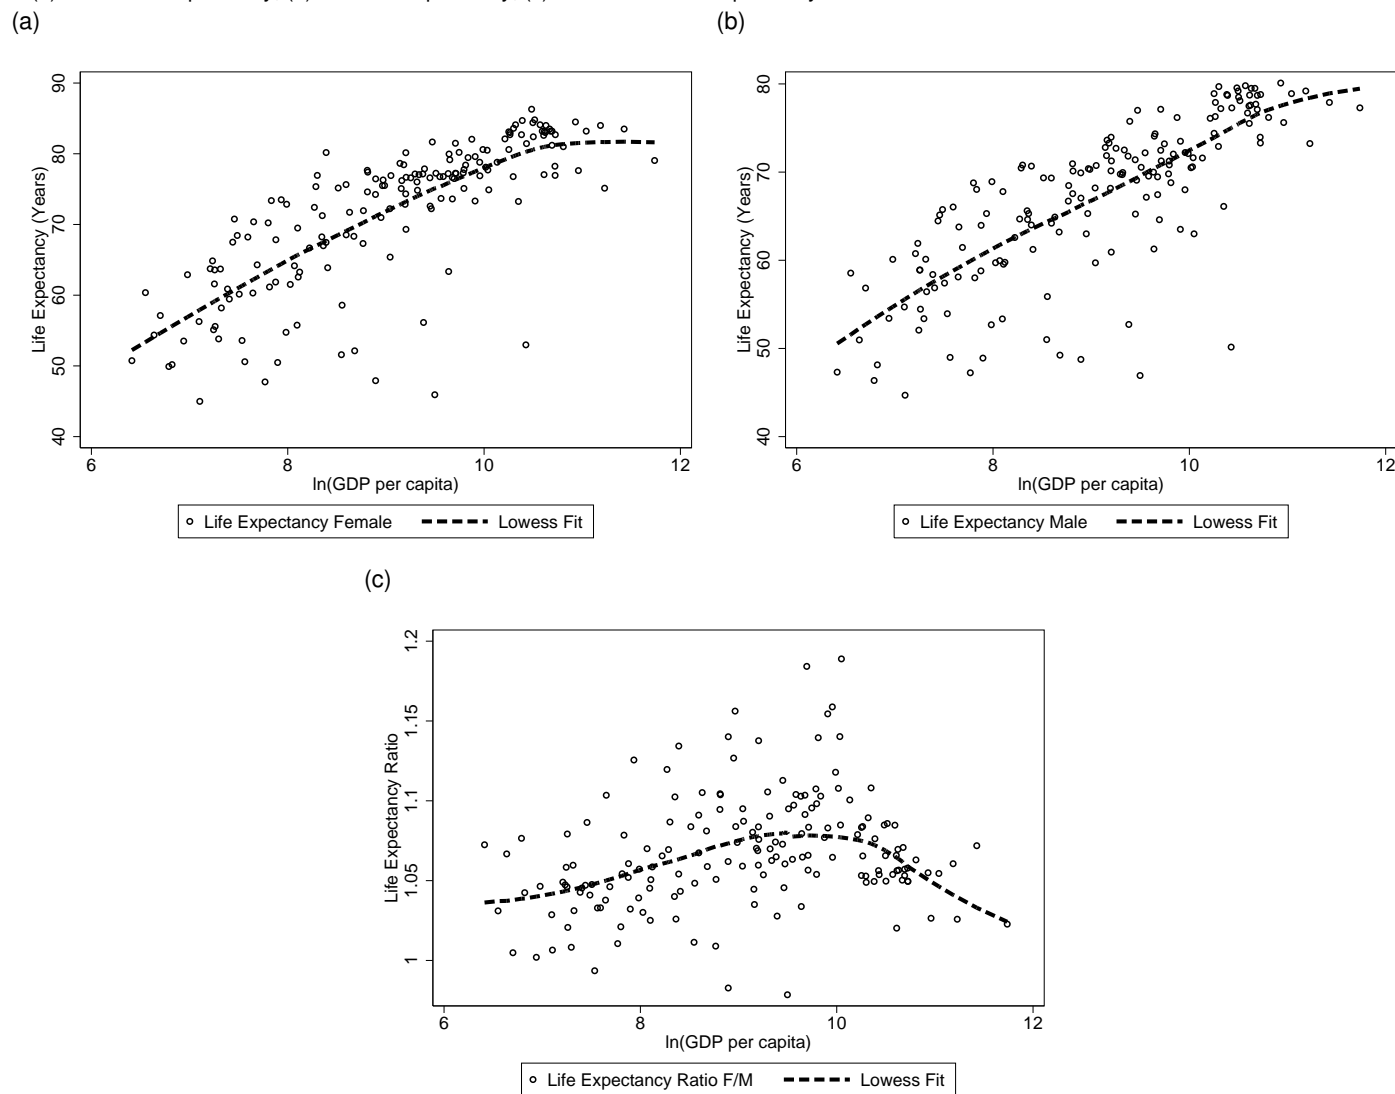 (a)
(b)
Life Expectancy (Years)
40
50
60
70
80
90
6
8
10
12
ln(GDP per capita)
Life Expectancy Female
Lowess Fit
Life Expectancy (Years)
40
50
60
70
80
6
8
10
12
ln(GDP per capita)
Life Expectancy Male
Lowess Fit
(c)
Life Expectancy Ratio
1
1.05
1.1
1.15
1.2
6
8
10
12
ln(GDP per capita)
Life Expectancy Ratio F/M
Lowess Fit